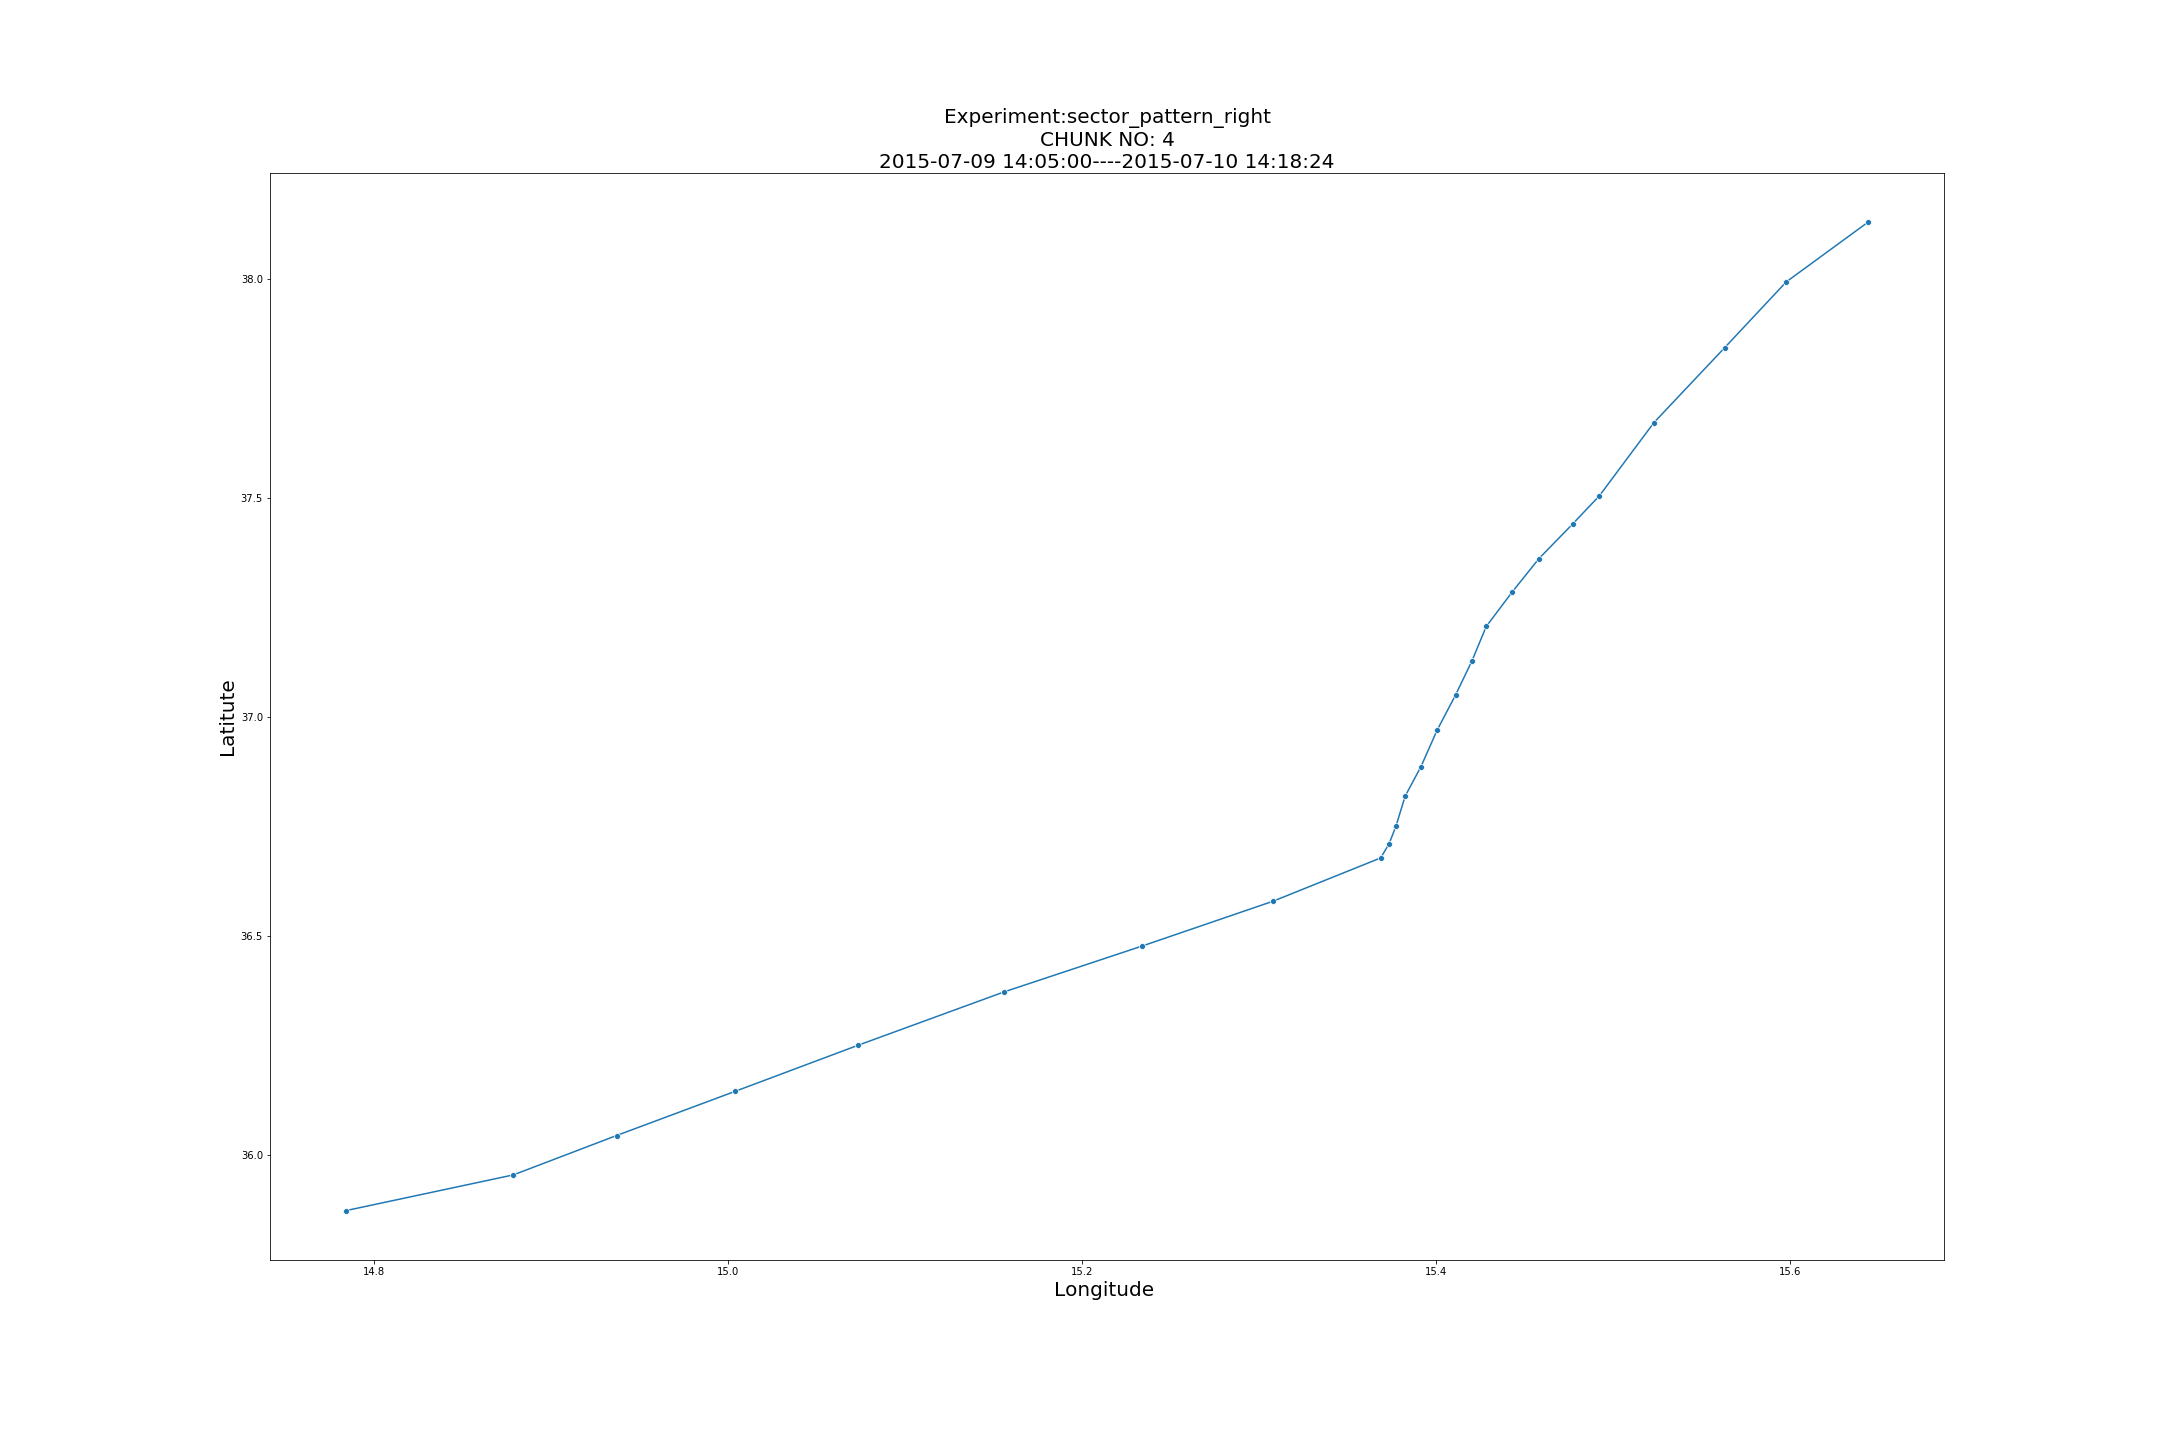 Experiment:sector_pattern_right
CHUNK NO: 4
2015-07-09 14:05:00----2015-07-10 14:18:24
38.0
37.5
37.0
36.5
36.0
Latitute
14.8 15.0 15.2 15.4 15.6
Longitude